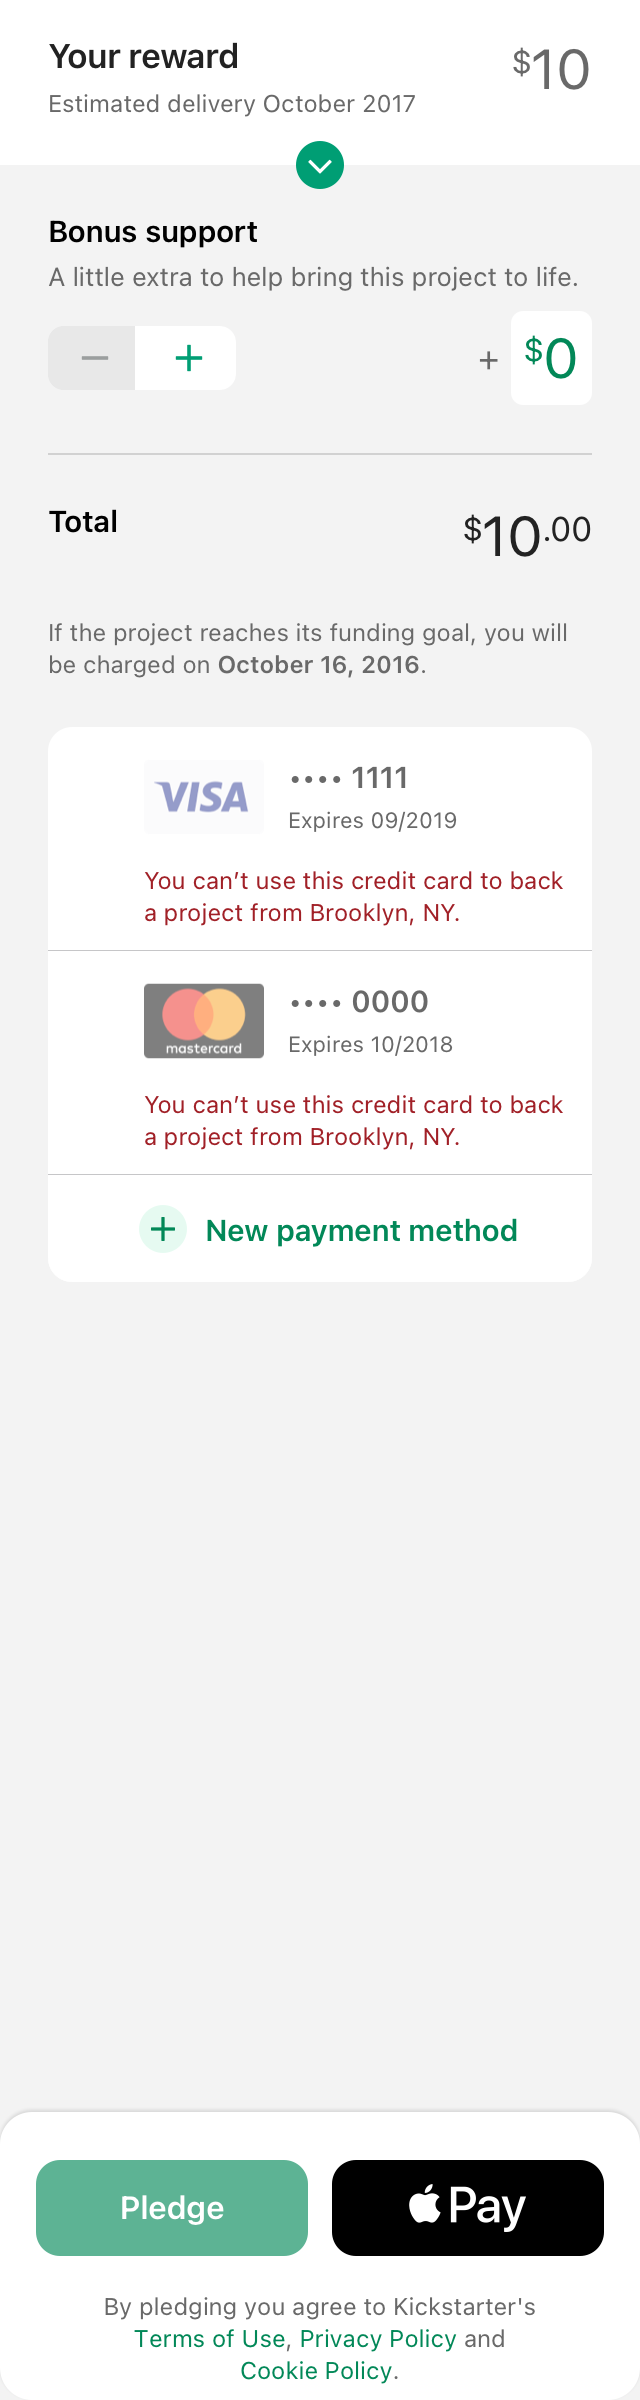 Your reward
$10
Estimated delivery October 2017
Bonus support
A little extra to help bring this project to life.
− +
+ $0
Total
$10.00
If the project reaches its funding goal, you will
be charged on October 16, 2016.
VISA
•••• 1111
Expires 09/2019
You can’t use this credit card to back
a project from Brooklyn, NY.
mastercard
•••• 0000
Expires 10/2018
You can’t use this credit card to back
a project from Brooklyn, NY.
+ New payment method
Pledge
Pay
By pledging you agree to Kickstarter's
Terms of Use, Privacy Policy and
Cookie Policy.